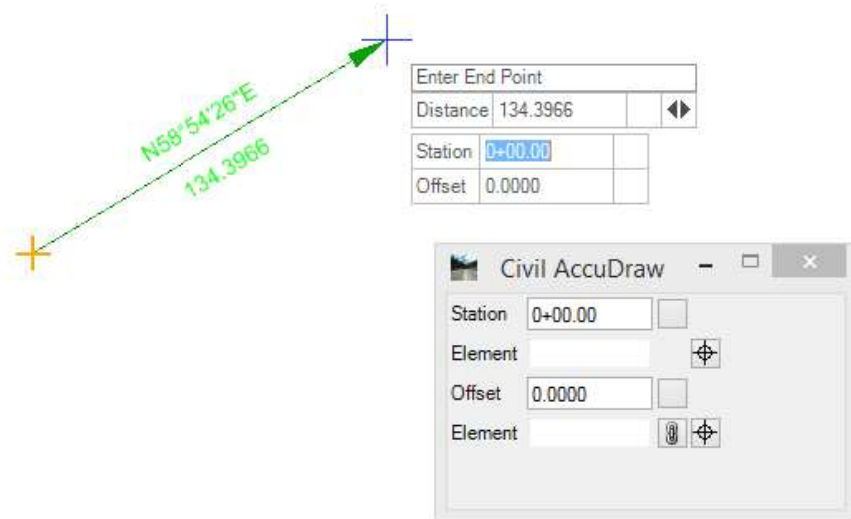 N58°54'26"E
134.3966
Enter End Point
Distance 134.3966
Station 0+00.00
Offset 0.0000
Civil AccuDraw
Station 0+00.00
Element
Offset 0.0000
Element